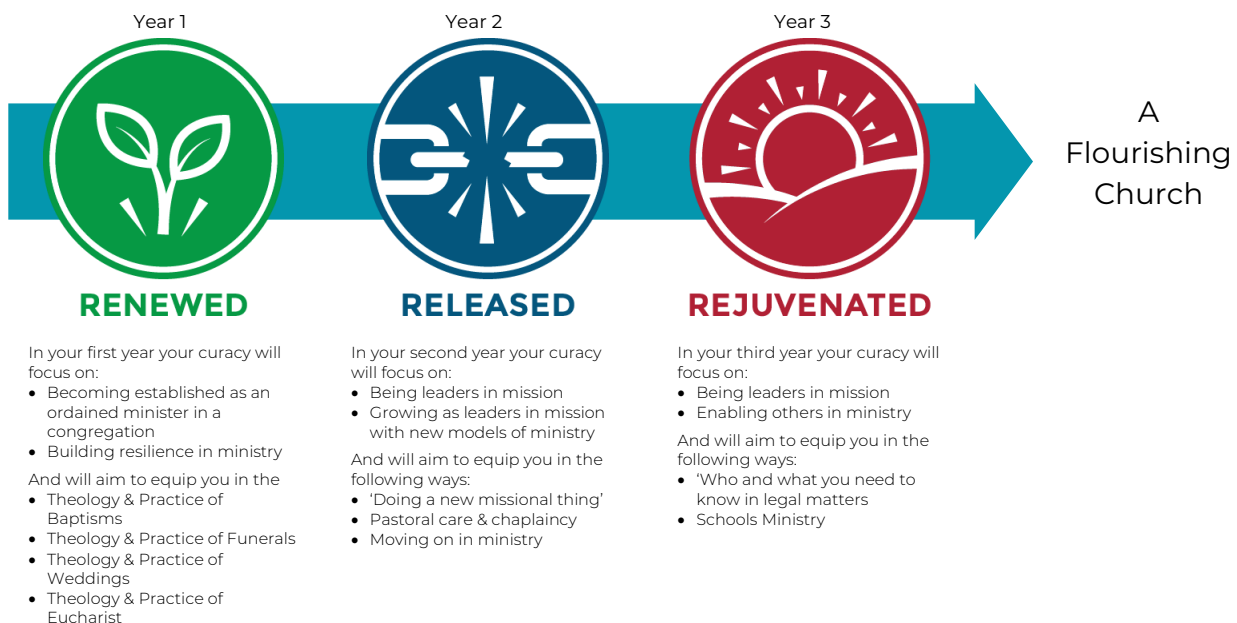 Year 1
RENEWED
In your first year your curacy will
focus on:
• Becoming established as an
ordained minister in a
congregation
• Building resilience in ministry
And will aim to equip you in the
• Theology & Practice of
Baptisms
• Theology & Practice of Funerals
• Theology & Practice of
Weddings
• Theology & Practice of
Eucharist
Year 2
RELEASED
In your second year your curacy
will focus on:
• Being leaders in mission
• Growing as leaders in mission
with new models of ministry
And will aim to equip you in the
following ways:
• ‘Doing a new missional thing’
• Pastoral care & chaplaincy
• Moving on in ministry
Year 3
REJUVENATED
In your third year your curacy will
focus on:
• Being leaders in mission
• Enabling others in ministry
And will aim to equip you in the
following ways:
• ‘Who and what you need to
know in legal matters
• Schools Ministry
A
Flourishing
Church